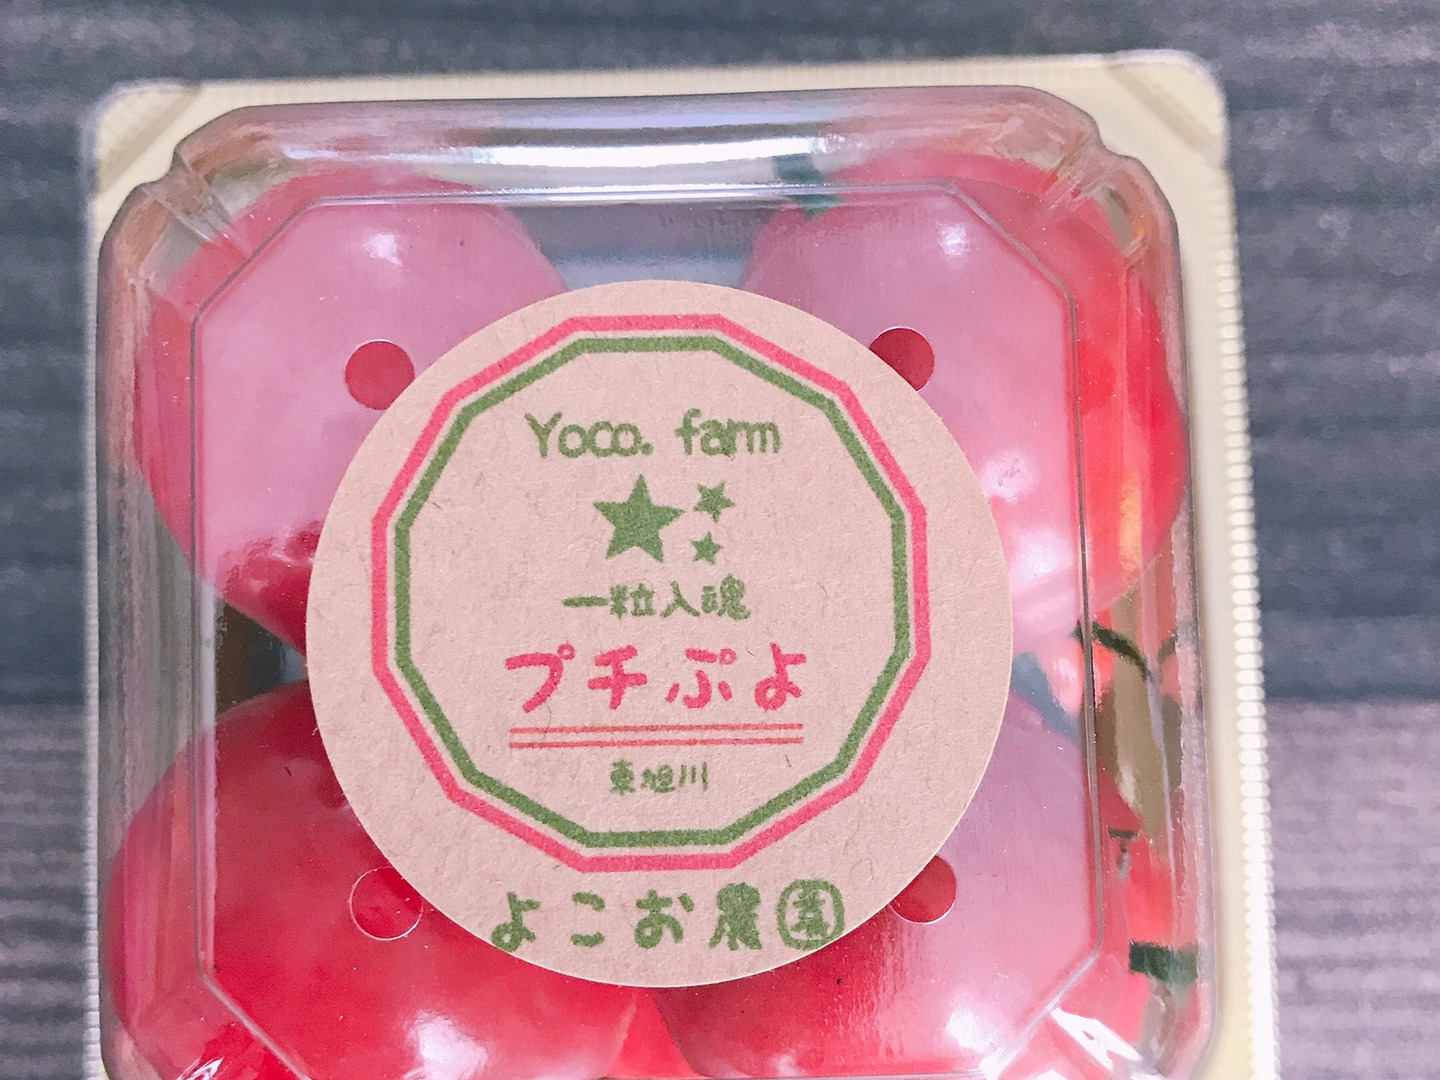 Yoco. farm
一粒入魂
プチぷよ
東旭川
よこお農園